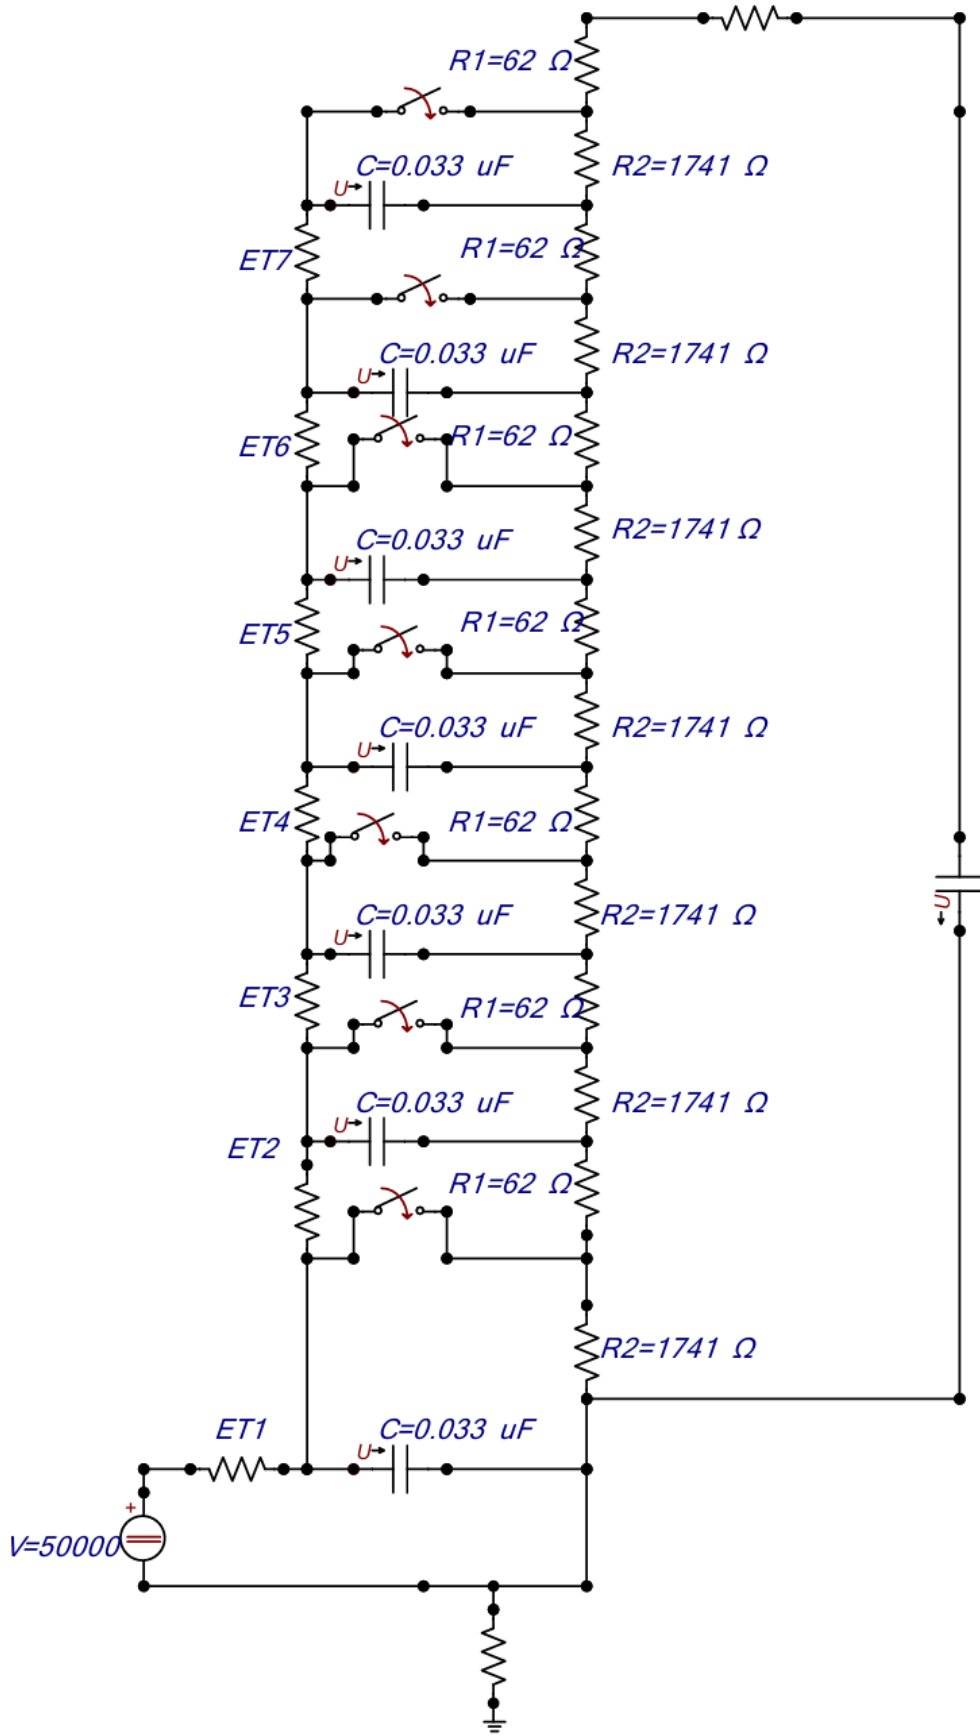 R1=62 Ω
C=0.033 uF
R2=1741 Ω
U
ET7
R1=62 Ω
C=0.033 uF
R2=1741 Ω
U
ET6
R1=62 Ω
C=0.033 uF
R2=1741 Ω
U
ET5
R1=62 Ω
C=0.033 uF
R2=1741 Ω
U
ET4
R1=62 Ω
U
C=0.033 uF
R2=1741 Ω
U
ET3
R1=62 Ω
C=0.033 uF
R2=1741 Ω
U
ET2
R1=62 Ω
R2=1741 Ω
ET1
C=0.033 uF
U
+
V=50000